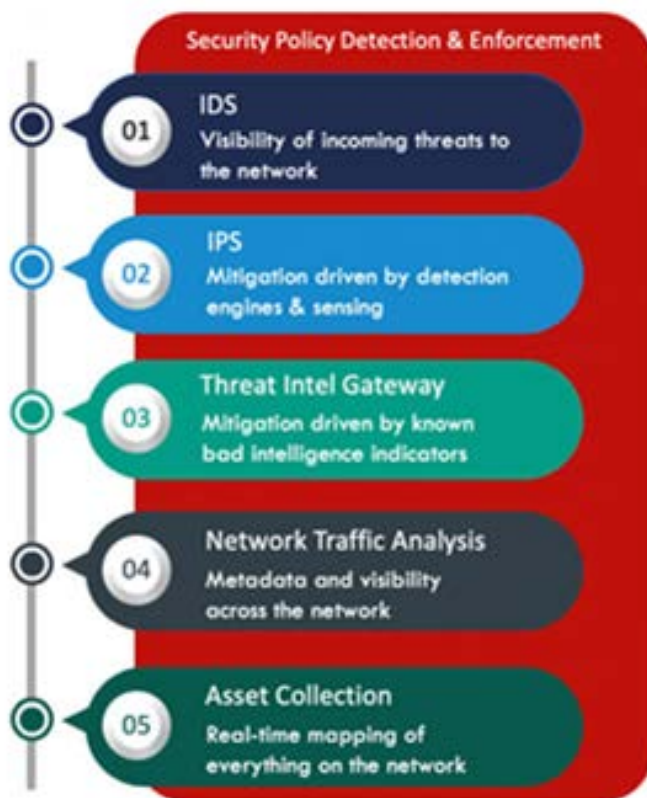 Security Policy Detection & Enforcement
01
IDS
Visibility of incoming threats to
the network
02
IPS
Mitigation driven by detection
engines & sensing
03
Threat Intel Gateway
Mitigation driven by known
bad intelligence indicators
04
Network Traffic Analysis
Metadata and visibility
across the network
05
Asset Collection
Real-time mapping of
everything on the network